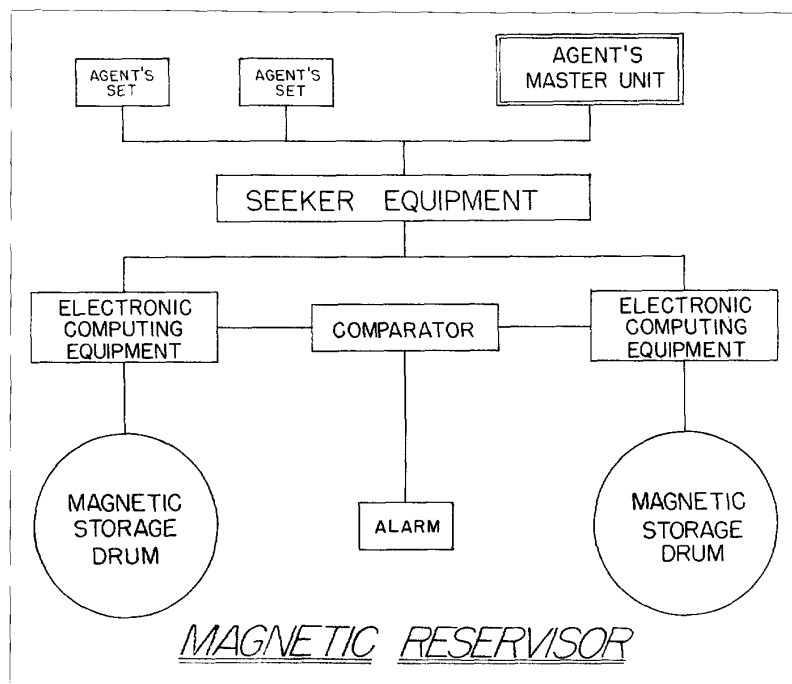 AGENT'S
SET
AGENT'S
SET
AGENT'S
MASTER UNIT
SEEKER EQUIPMENT
ELECTRONIC
COMPUTING
EQUIPMENT
COMPARATOR
ELECTRONIC
COMPUTING
EQUIPMENT
MAGNETIC
STORAGE
DRUM
ALARM
MAGNETIC
STORAGE
DRUM
MAGNETIC RESERVISOR